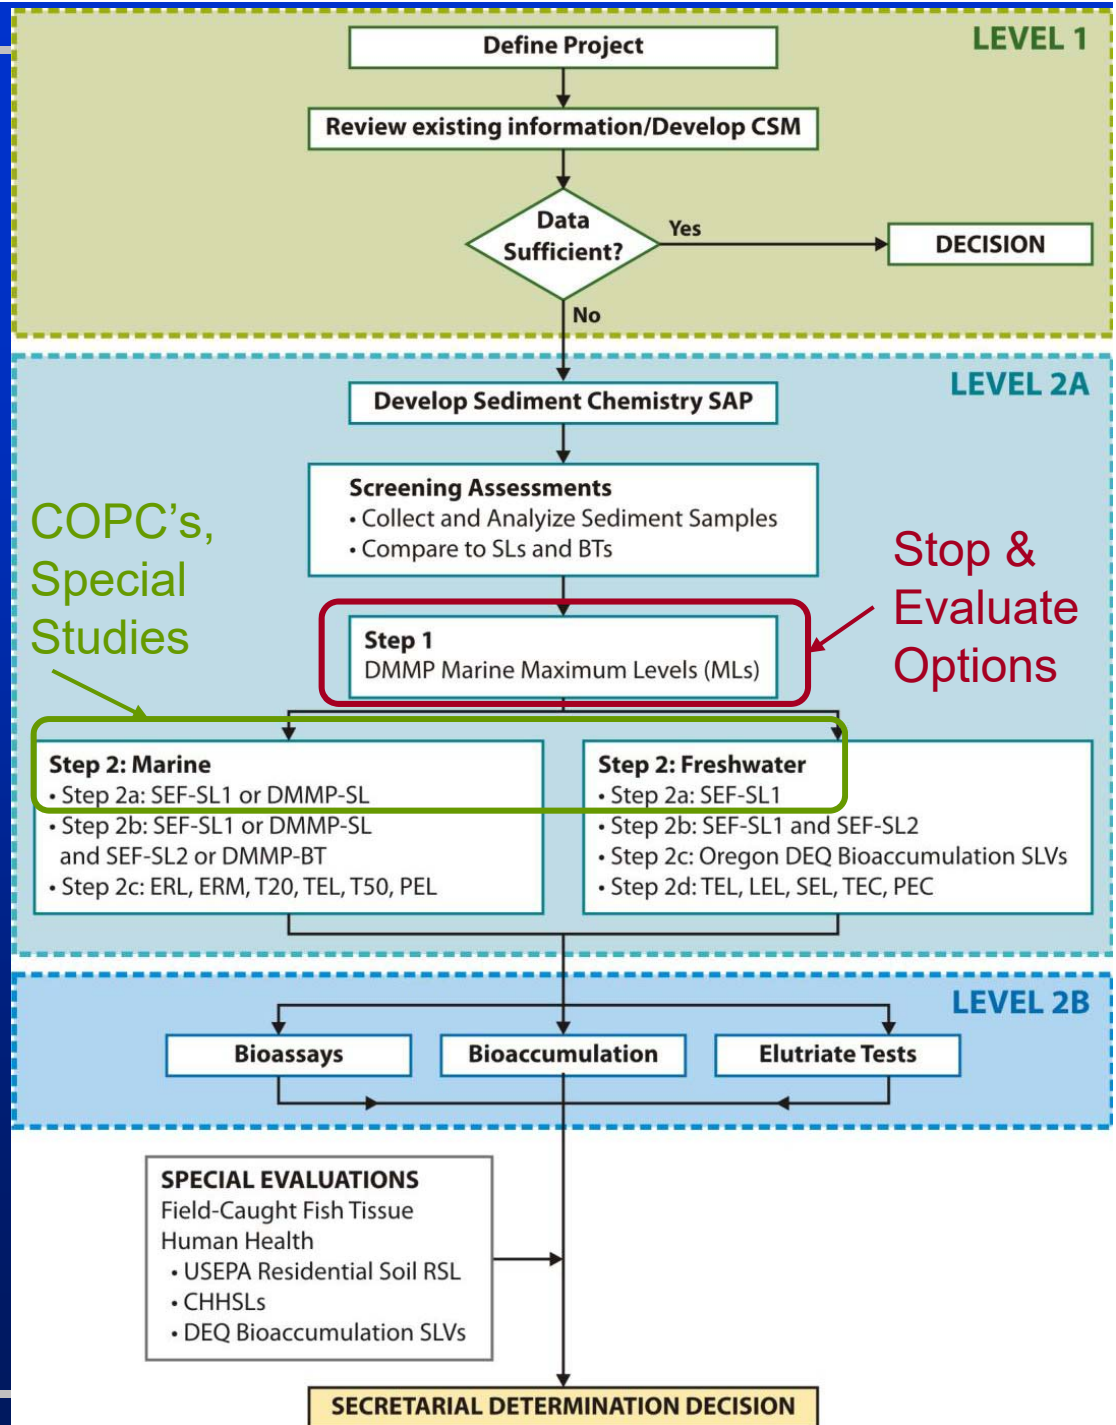 LEVEL 1
Define Project
Review existing information/Develop CSM
Data
Sufficient?
Yes
DECISION
No
LEVEL 2A
Develop Sediment Chemistry SAP
Screening Assessments
• Collect and Analyize Sediment Samples
• Compare to SLs and BTs
COPC’s,
Special
Studies
Stop &
Evaluate
Options
Step 1
DMMP Marine Maximum Levels (MLs)
Step 2: Marine
• Step 2a: SEF-SL1 or DMMP-SL
• Step 2b: SEF-SL1 or DMMP-SL
and SEF-SL2 or DMMP-BT
• Step 2c: ERL, ERM, T20, TEL, T50, PEL
Step 2: Freshwater
• Step 2a: SEF-SL1
• Step 2b: SEF-SL1 and SEF-SL2
• Step 2c: Oregon DEQ Bioaccumulation SLVs
• Step 2d: TEL, LEL, SEL, TEC, PEC
LEVEL 2B
Bioassays
Bioaccumulation
Elutriate Tests
SPECIAL EVALUATIONS
Field-Caught Fish Tissue
Human Health
• USEPA Residential Soil RSL
• CHHSLs
• DEQ Bioaccumulation SLVs
SECRETARIAL DETERMINATION DECISION